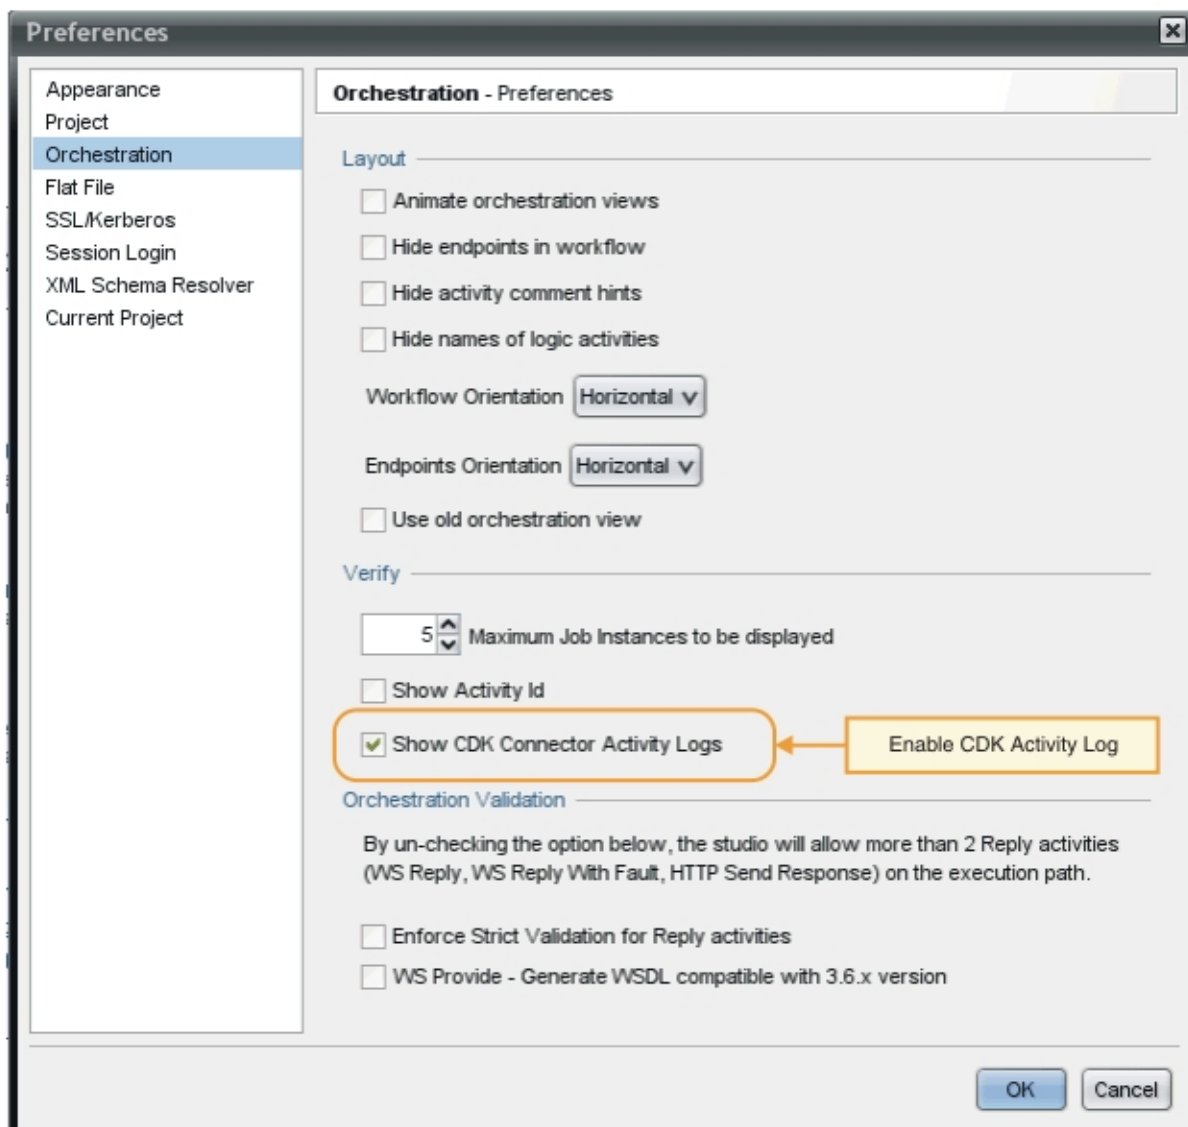 Preferences
Appearance
Project
Orchestration
Flat File
SSL/Kerberos
Session Login
XML Schema Resolver
Current Project
Orchestration - Preferences
Layout
Animate orchestration views
Hide endpoints in workflow
Hide activity comment hints
Hide names of logic activities
Workflow Orientation Horizontal
Endpoints Orientation Horizontal
Use old orchestration view
Verify
5 Maximum Job Instances to be displayed
Show Activity Id
Show CDK Connector Activity Logs
Enable CDK Activity Log
Orchestration Validation
By un-checking the option below, the studio will allow more than 2 Reply activities
(WS Reply, WS Reply With Fault, HTTP Send Response) on the execution path.
Enforce Strict Validation for Reply activities
WS Provide - Generate WSDL compatible with 3.6.x version
OK Cancel